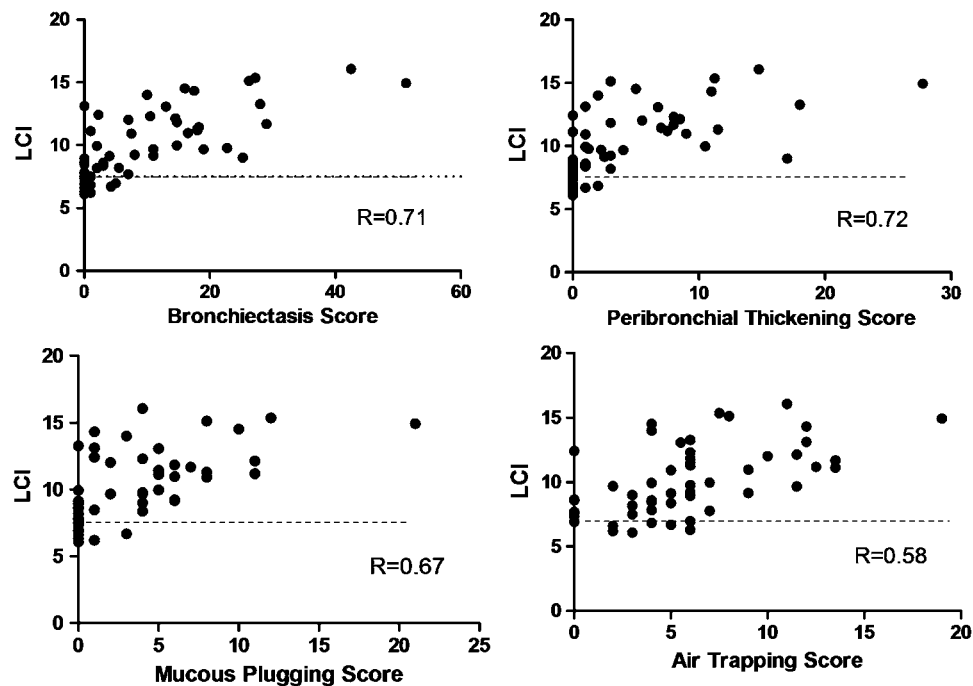 20
15
10
5
0
LCI
R=0.71
0 20 40 60
Bronchiectasis Score
20
15
10
5
0
LCI
R=0.72
0 10 20 30
Peribronchial Thickening Score
20
15
10
5
0
LCI
R=0.67
0 5 10 15 20 25
Mucous Plugging Score
20
15
10
5
0
LCI
R=0.58
0 5 10 15 20
Air Trapping Score